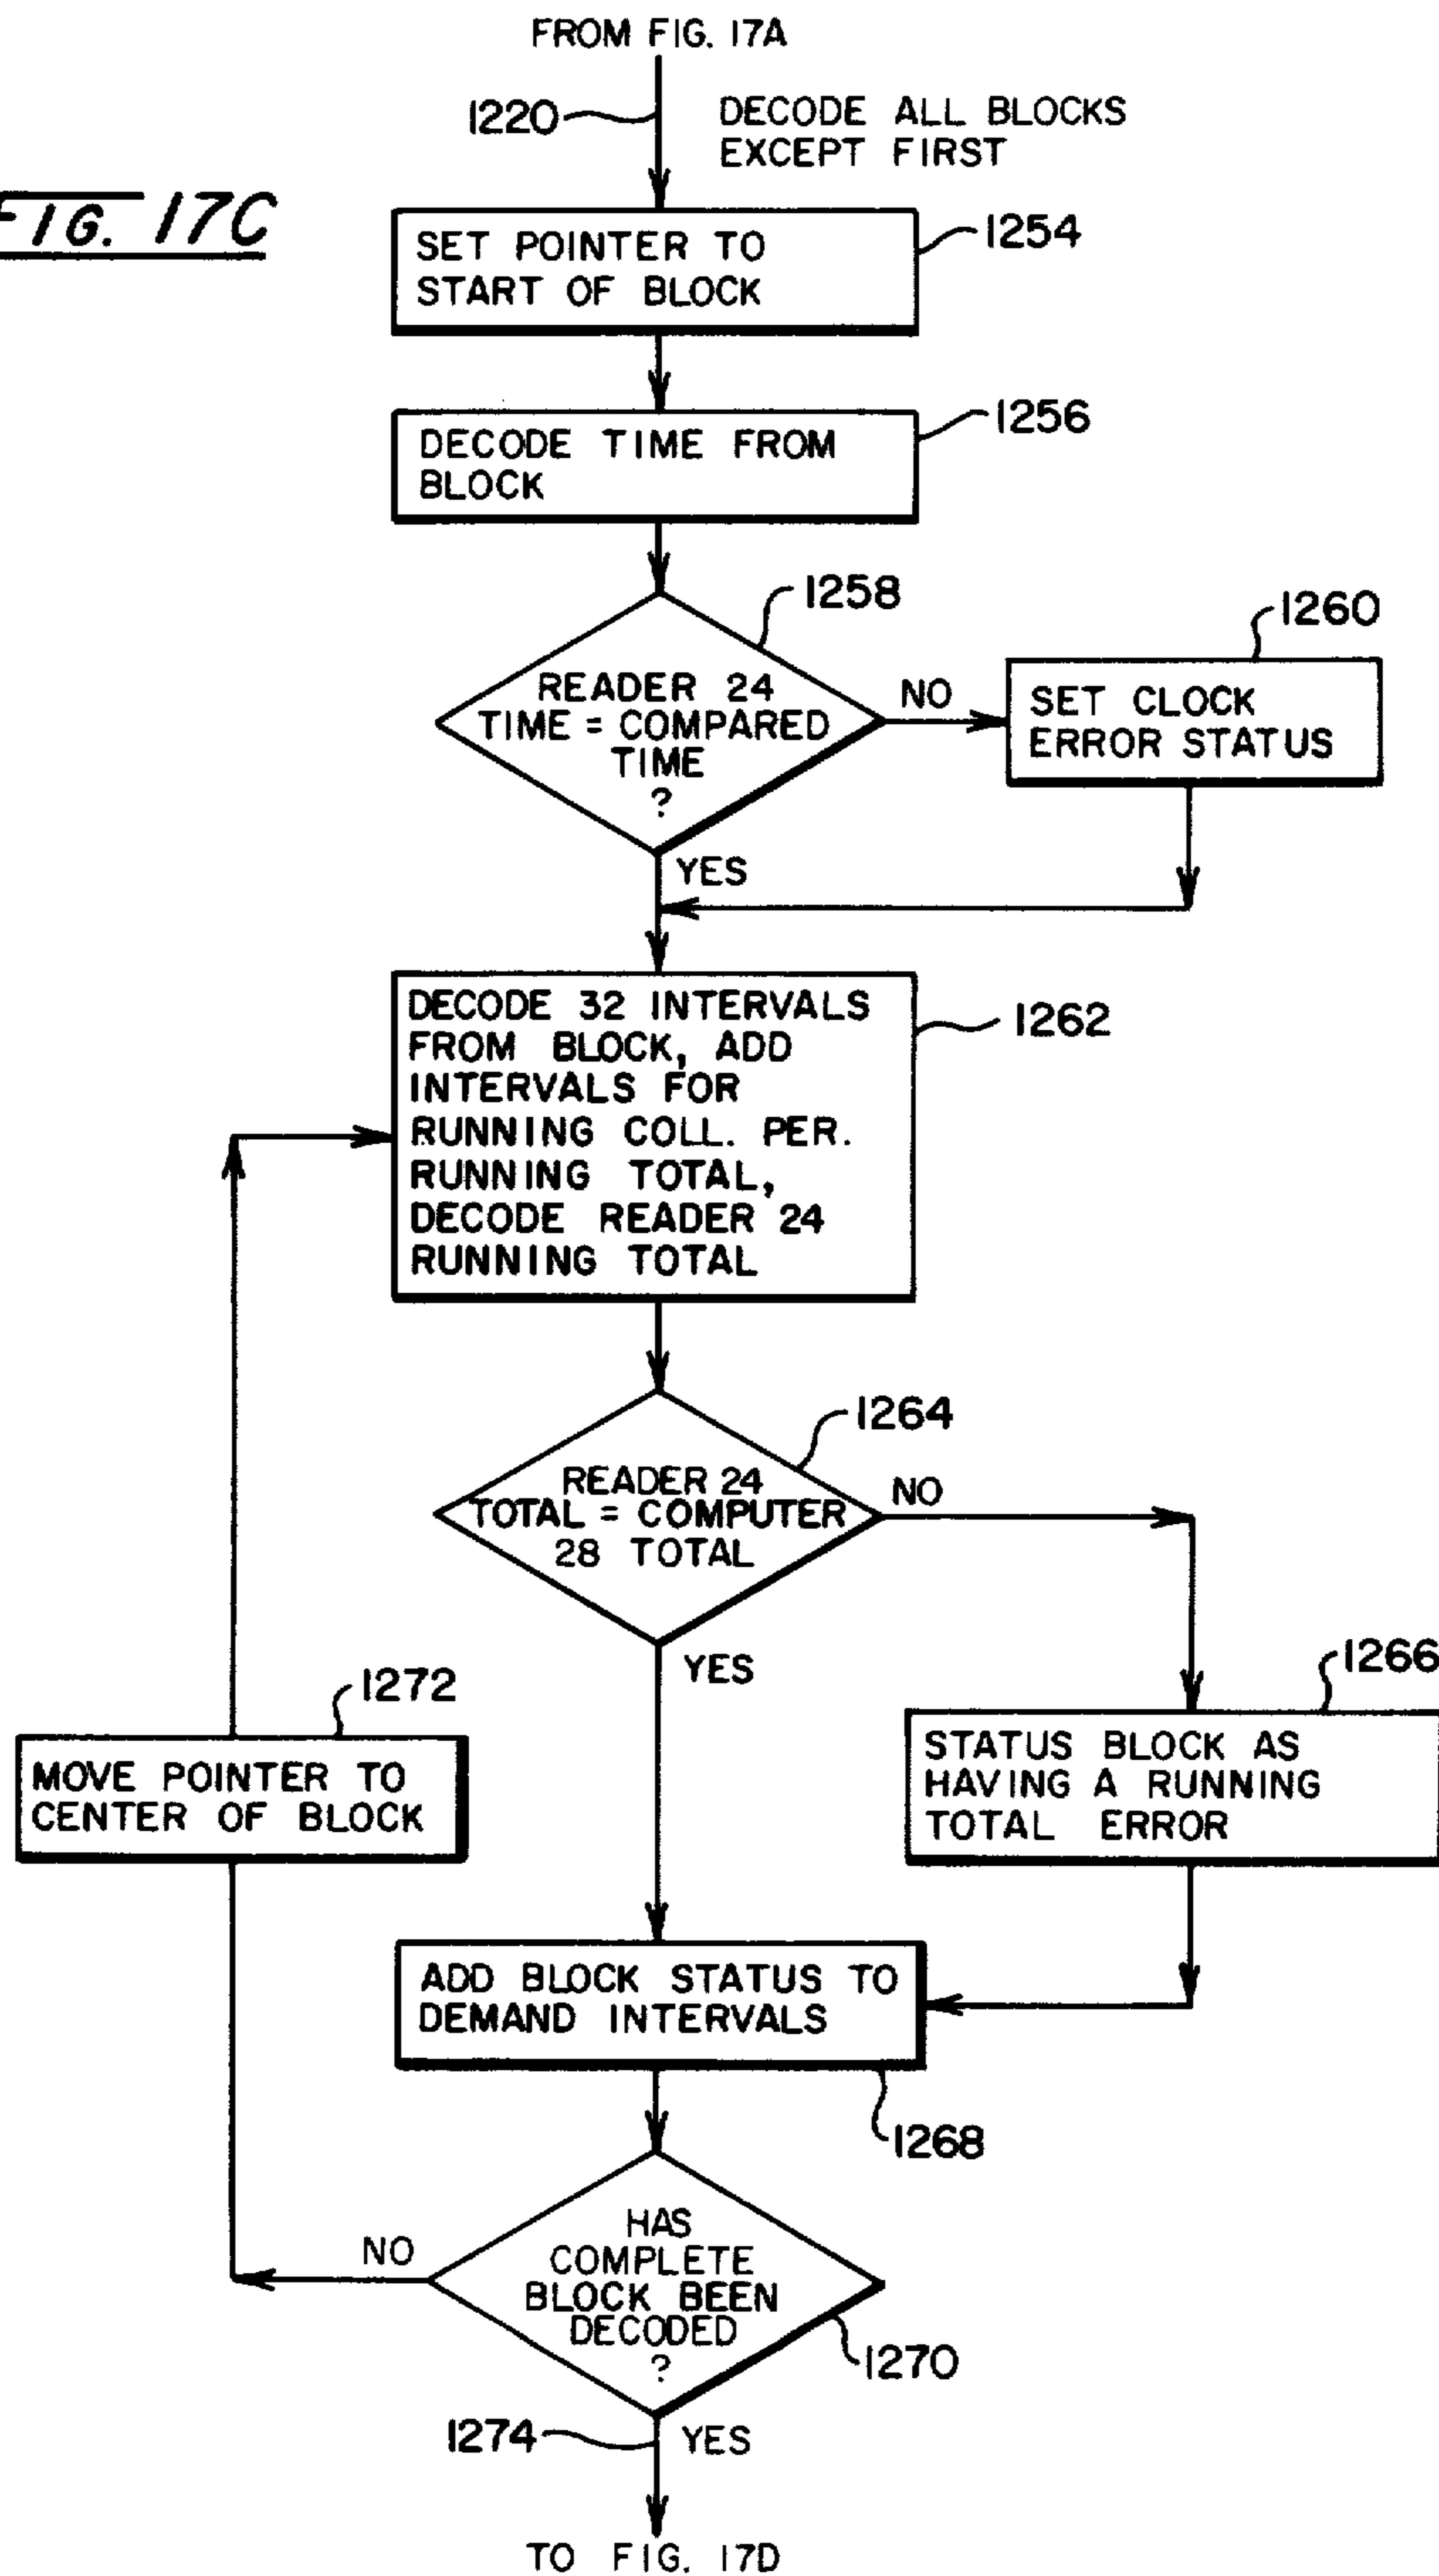 FROM FIG. 17A
1220
DECODE ALL BLOCKS
EXCEPT FIRST
FIG. 17C
SET POINTER TO
START OF BLOCK
1254
DECODE TIME FROM
BLOCK
1256
READER 24
TIME = COMPARED
TIME
?
1258
NO
SET CLOCK
ERROR STATUS
1260
YES
DECODE 32 INTERVALS
FROM BLOCK, ADD
INTERVALS FOR
RUNNING COLL. PER.
RUNNING TOTAL,
DECODE READER 24
RUNNING TOTAL
1262
READER 24
TOTAL = COMPUTER
28 TOTAL
1264
NO
YES
STATUS BLOCK AS
HAVING A RUNNING
TOTAL ERROR
1266
1272
MOVE POINTER TO
CENTER OF BLOCK
ADD BLOCK STATUS TO
DEMAND INTERVALS
1268
HAS
COMPLETE
BLOCK BEEN
DECODED
?
1270
NO
1274
YES
TO FIG. 17D